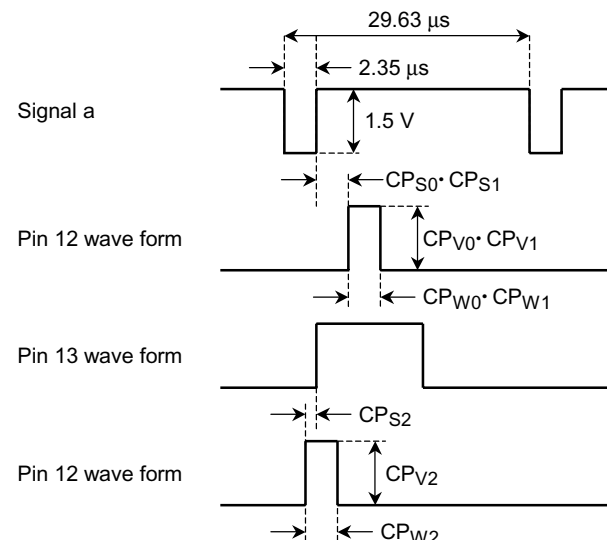 29.63 μs
2.35 μs
Signal a
1.5 V
CPS0· CPS1
Pin 12 wave form
CPV0· CPV1
CPW0· CPW1
Pin 13 wave form
CPS2
Pin 12 wave form
CPV2
CPW2